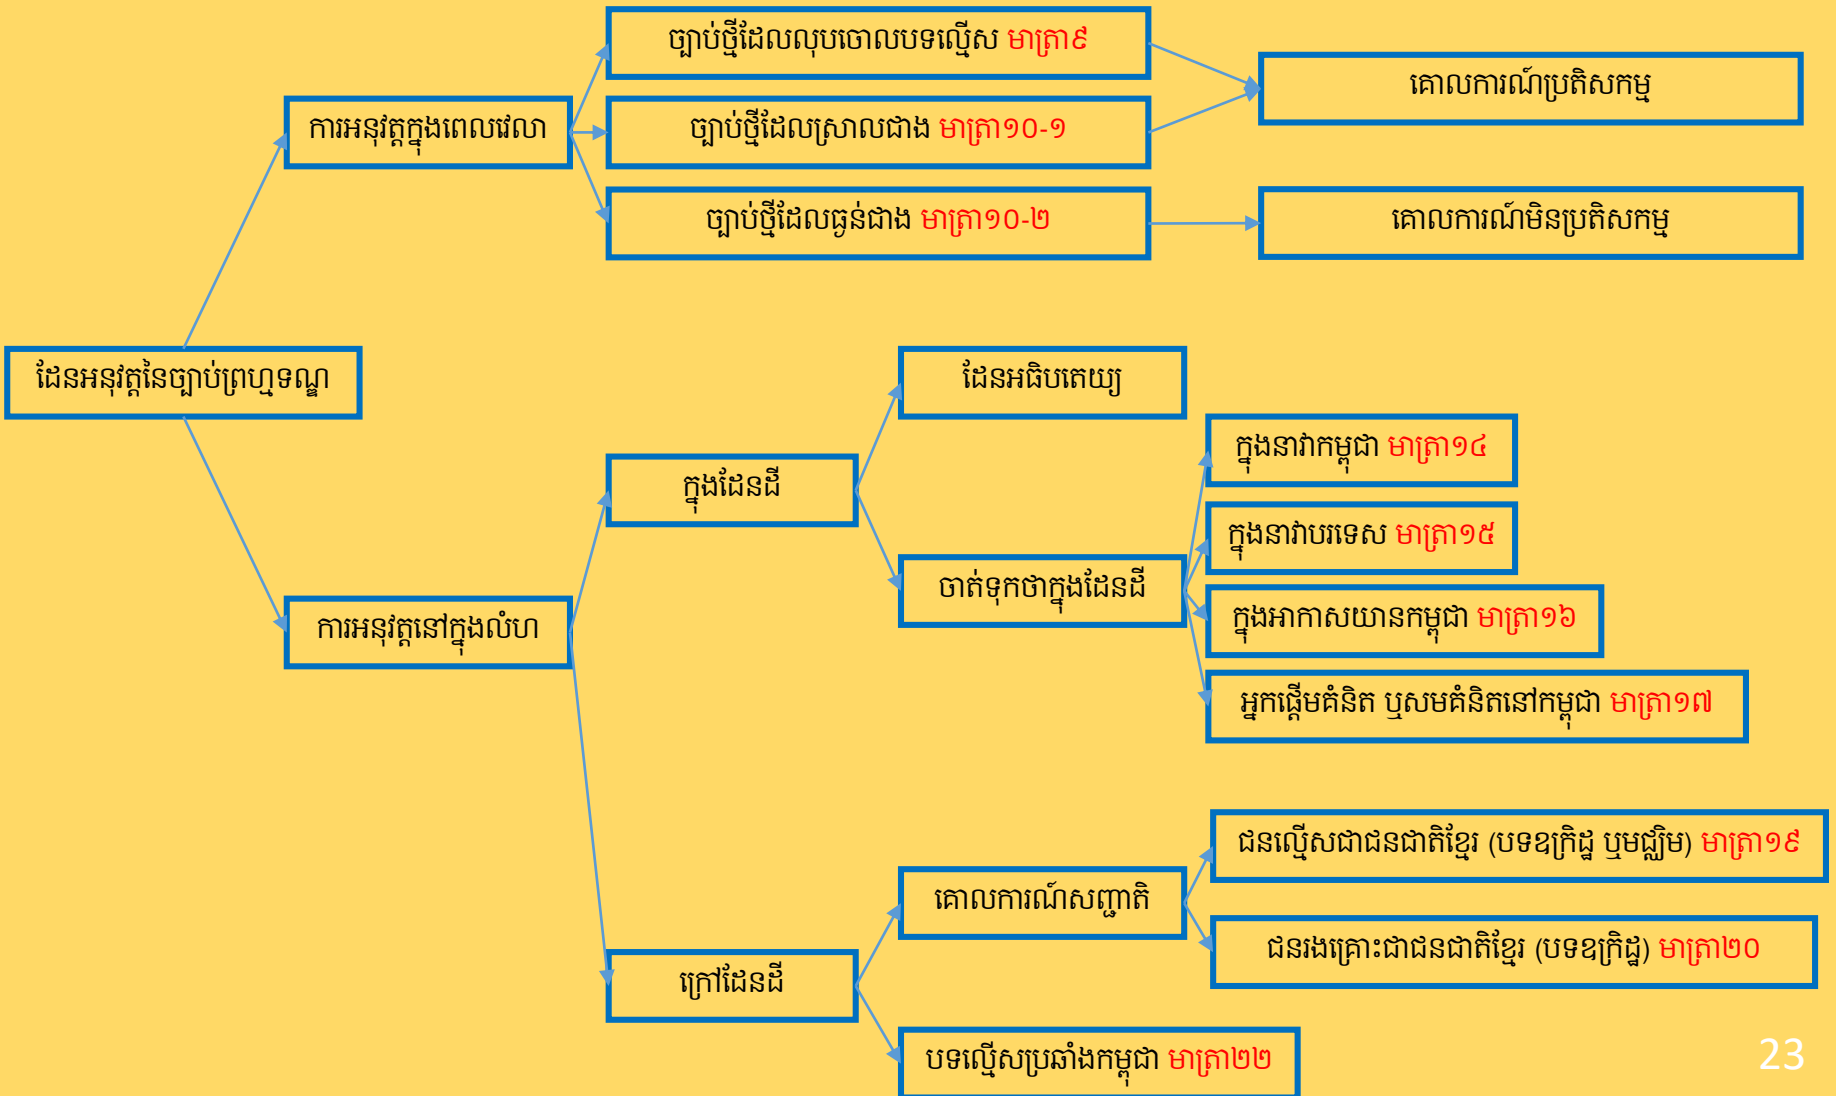 ច្បាប់ថ្មីដែលលុបចោលបទល្មើស មាត្រា៩
គោលការណ៍ប្រតិសកម្ម
ការអនុវត្តក្នុងពេលវេលា
ច្បាប់ថ្មីដែលស្រាលជាង មាត្រា១០-១
ច្បាប់ថ្មីដែលធ្ងន់ជាង មាត្រា១០-២
គោលការណ៍មិនប្រតិសកម្ម
ដែនអនុវត្តនៃច្បាប់ព្រហ្មទណ្ឌ
ដែនអធិបតេយ្យ
ក្នុងនាវាកម្ពុជា មាត្រា១៤
ក្នុងដែនដី
ក្នុងនាវាបរទេស មាត្រា១៥
ចាត់ទុកថាក្នុងដែនដី
ក្នុងអាកាសយានកម្ពុជា មាត្រា១៦
ការអនុវត្តនៅក្នុងលំហ
អ្នកផ្តើមគំនិត ឬសមគំនិតនៅកម្ពុជា មាត្រា១៧
ជនល្មើសជាជនជាតិខ្មែរ (បទឧក្រិដ្ឋ ឬមជ្ឈិម) មាត្រា១៩
គោលការណ៍សញ្ជាតិ
ជនរងគ្រោះជាជនជាតិខ្មែរ (បទឧក្រិដ្ឋ) មាត្រា២០
ក្រៅដែនដី
បទល្មើសប្រឆាំងកម្ពុជា មាត្រា២២
23